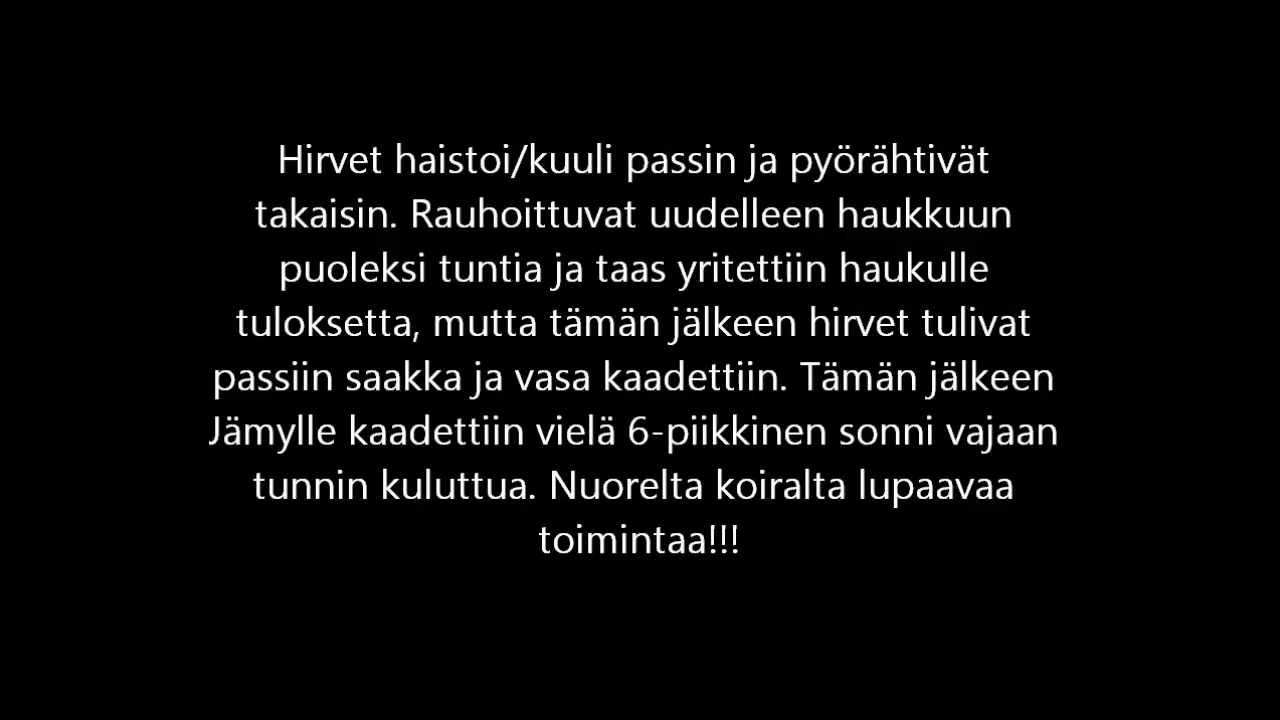 Hirvet haistoi/kuuli passin ja pyörähtivät
takaisin. Rauhoittuvat uudelleen haukkuun
puoleksi tuntia ja taas yritettiin haukulle
tuloksetta, mutta tämän jälkeen hirvet tulivat
passiin saakka ja vasa kaadettiin. Tämän jälkeen
Jämylle kaadettiin vielä 6-piikkinen sonni vajaan
tunnin kuluttua. Nuorelta koiralta lupaavaa
toimintaa!!!